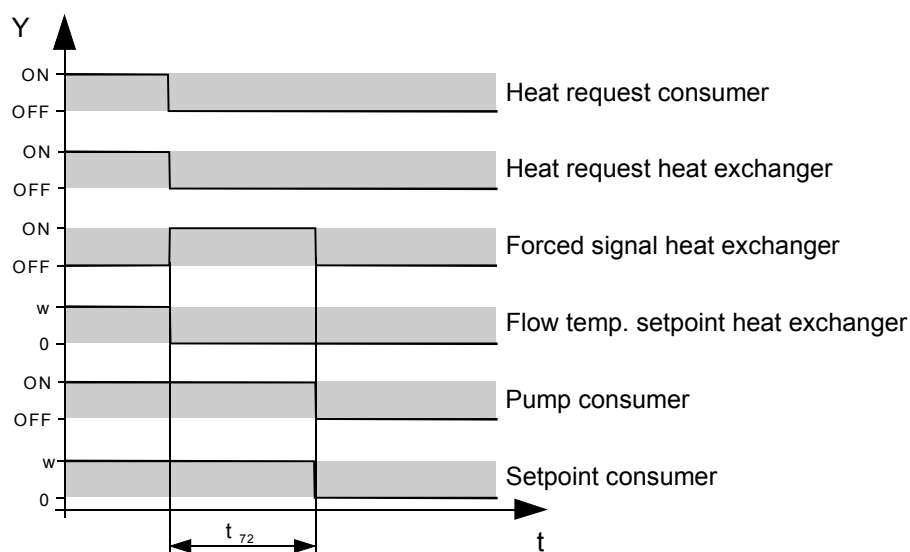 Y
ON
OFF
Heat request consumer
ON
OFF
Heat request heat exchanger
ON
OFF
Forced signal heat exchanger
w
0
Flow temp. setpoint heat exchanger
ON
OFF
Pump consumer
w
0
Setpoint consumer
t 72
t